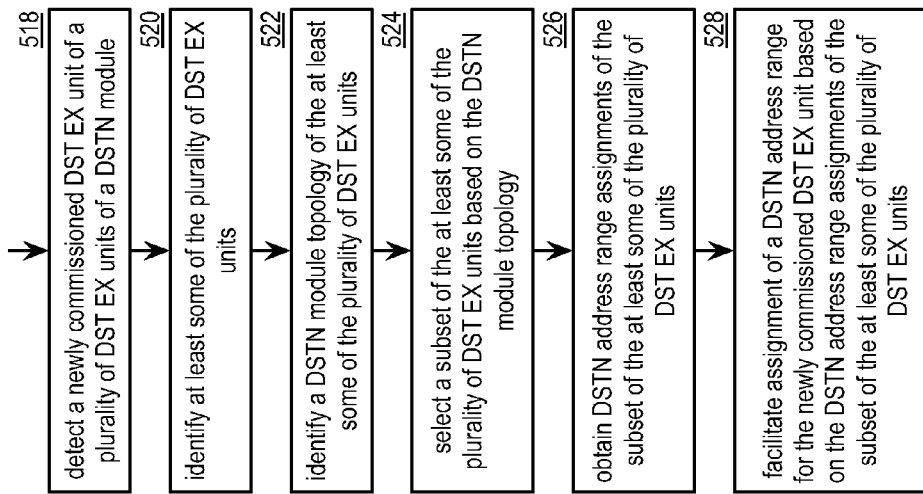 518
detect a newly commissioned DST EX unit of a
plurality of DST EX units of a DSTN module
520
identify at least some of the plurality of DST EX
units
522
identify a DSTN module topology of the at least
some of the plurality of DST EX units
524
select a subset of the at least some of the
plurality of DST EX units based on the DSTN
module topology
526
obtain DSTN address range assignments of the
subset of the at least some of the plurality of
DST EX units
528
facilitate assignment of a DSTN address range
for the newly commissioned DST EX unit based
on the DSTN address range assignments of the
subset of the at least some of the plurality of
DST EX units